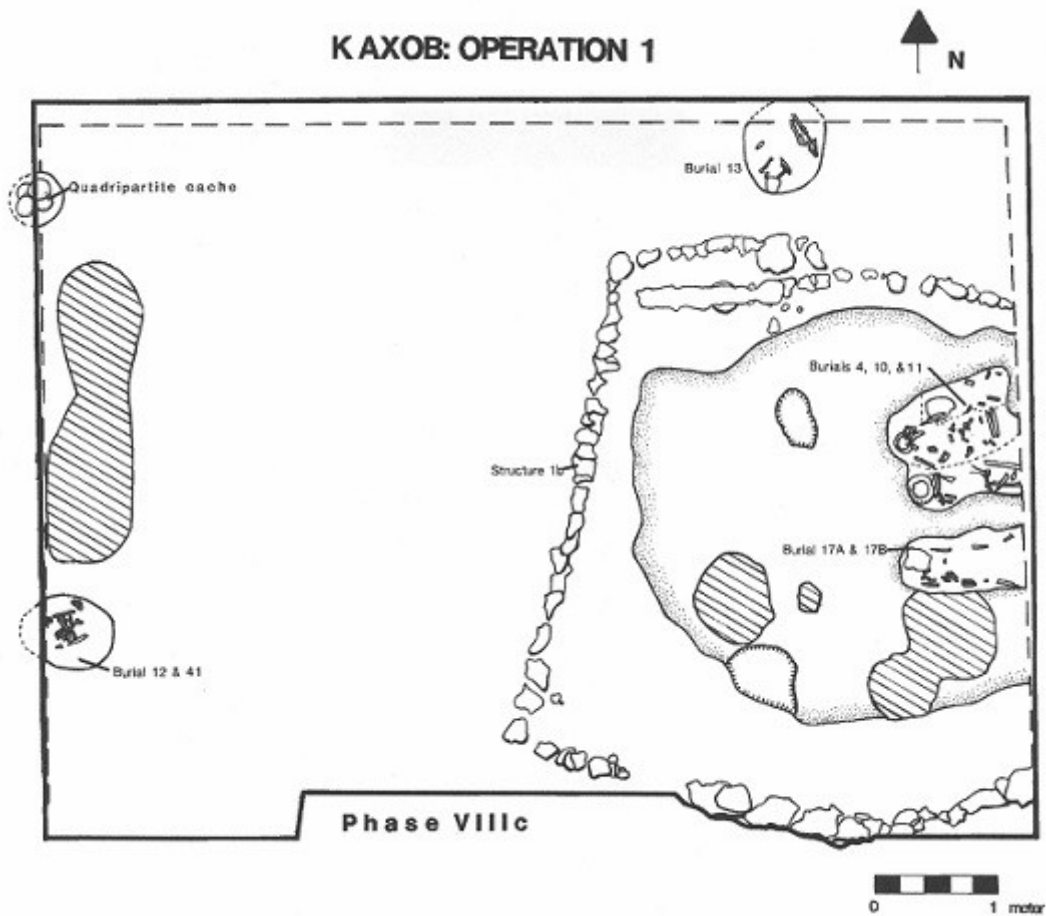 KAXOB: OPERATION 1
N
Burial 13
Quadripartite cache
Burials 4, 10, & 11
Structure 1b
Burial 17A & 17B
Burial 12 & 41
Phase VIIIc
0 1 meter